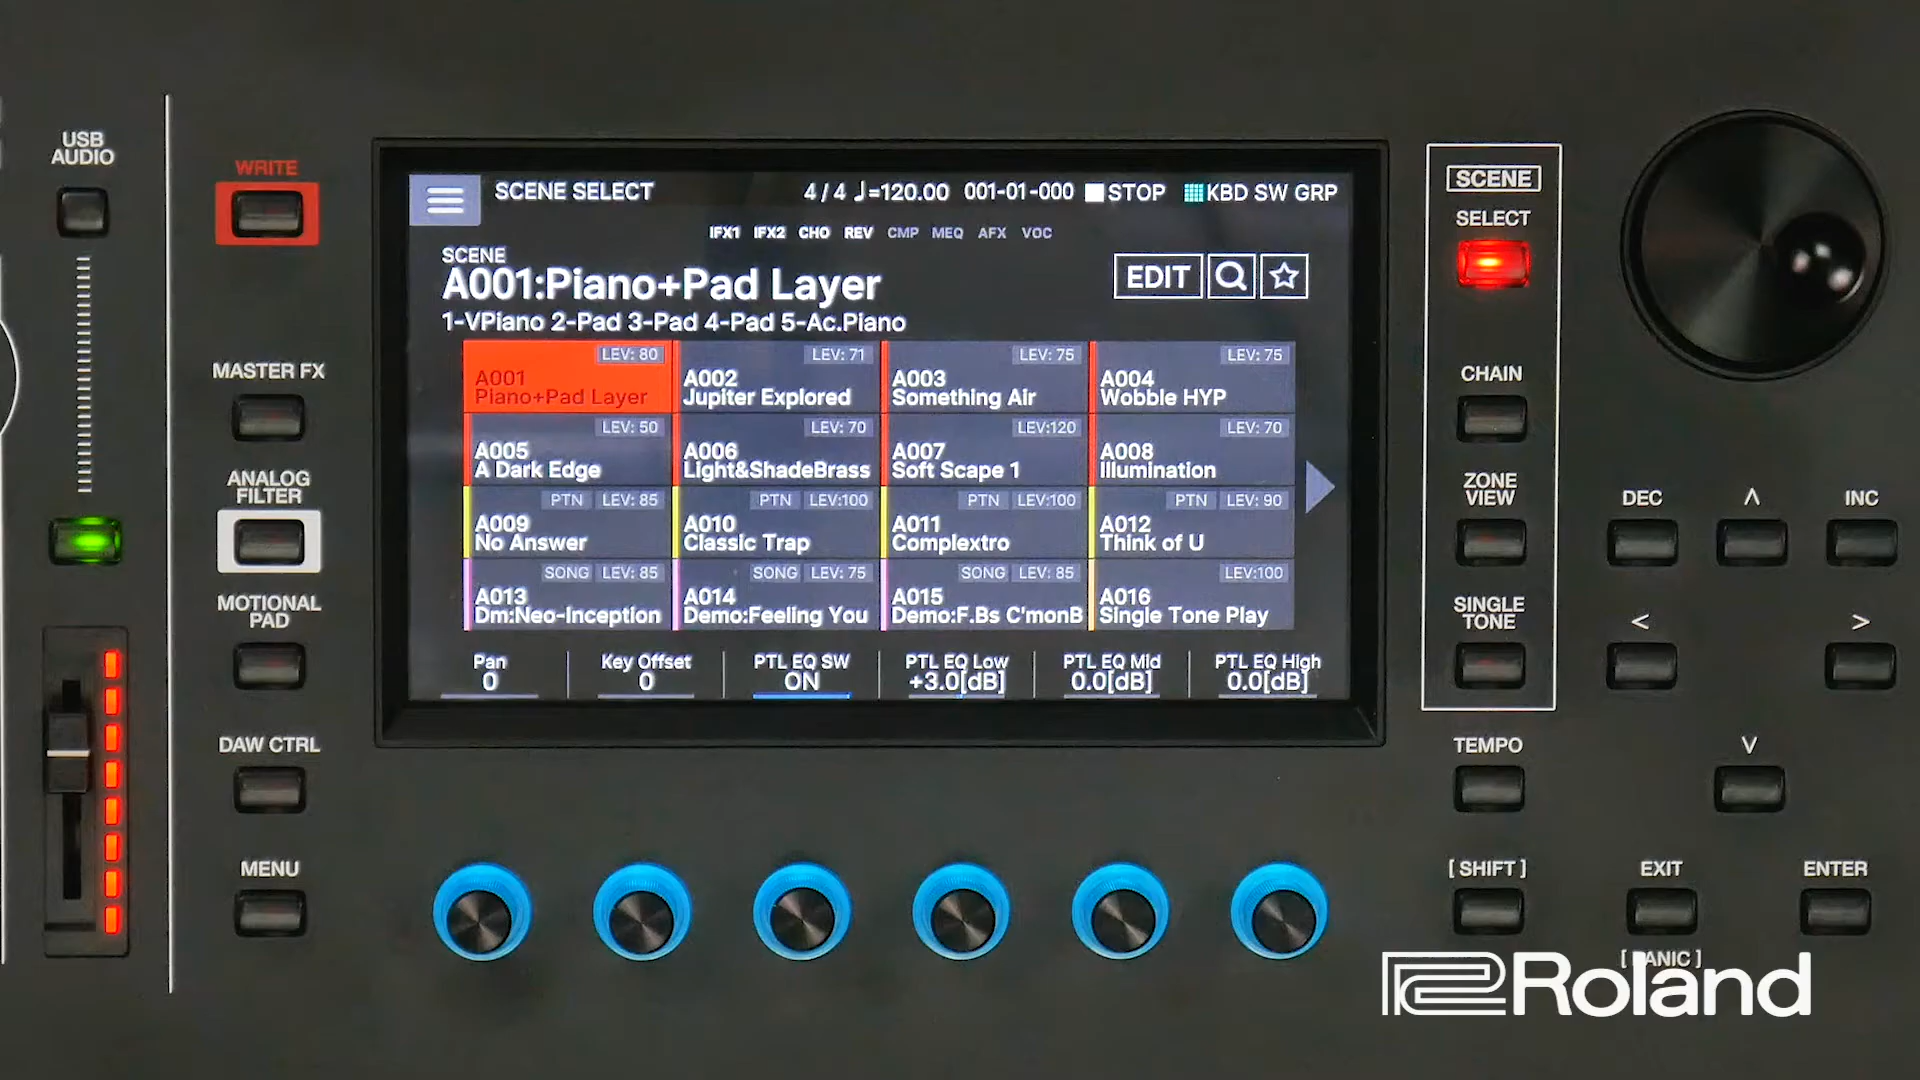 USB
AUDIO
WRITE
MASTER FX
ANALOG
FILTER
MOTIONAL
PAD
DAW CTRL
MENU
SCENE SELECT
4/4 ♩=120.00 001-01-000 STOP KBD SW GRP
IFX1 IFX2 CHO REV CMP MEQ AFX VOC
SCENE
A001:Piano+Pad Layer
EDIT
1-VPiano 2-Pad 3-Pad 4-Pad 5-Ac.Piano
LEV: 80
A001
Piano+Pad Layer
LEV: 71
A002
Jupiter Explored
LEV: 75
A003
Something Air
LEV: 75
A004
Wobble HYP
LEV: 50
A005
A Dark Edge
LEV: 70
A006
Light&ShadeBrass
LEV:120
A007
Soft Scape 1
LEV: 70
A008
Illumination
PTN LEV: 85
A009
No Answer
PTN LEV:100
A010
Classic Trap
PTN LEV:100
A011
Complextro
PTN LEV: 90
A012
Think of U
SONG LEV: 85
A013
Dm:Neo-Inception
SONG LEV: 75
A014
Demo:Feeling You
SONG LEV: 85
A015
Demo:F.Bs C'monB
LEV:100
A016
Single Tone Play
Pan
0
Key Offset
0
PTL EQ SW
ON
PTL EQ Low
+3.0[dB]
PTL EQ Mid
0.0[dB]
PTL EQ High
0.0[dB]
SCENE
SELECT
CHAIN
ZONE
VIEW
SINGLE
TONE
TEMPO
[SHIFT]
DEC
INC
EXIT
[PANIC]
ENTER
Roland